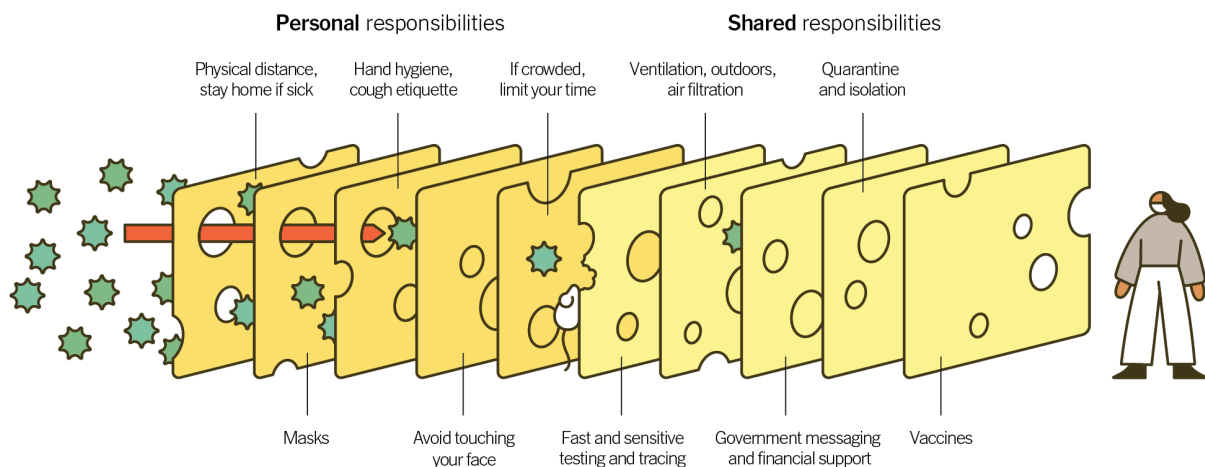 Personal responsibilities
Shared responsibilities
Physical distance,
stay home if sick
Hand hygiene,
cough etiquette
If crowded,
limit your time
Ventilation, outdoors,
air filtration
Quarantine
and isolation
Masks
Avoid touching
your face
Fast and sensitive
testing and tracing
Government messaging
and financial support
Vaccines